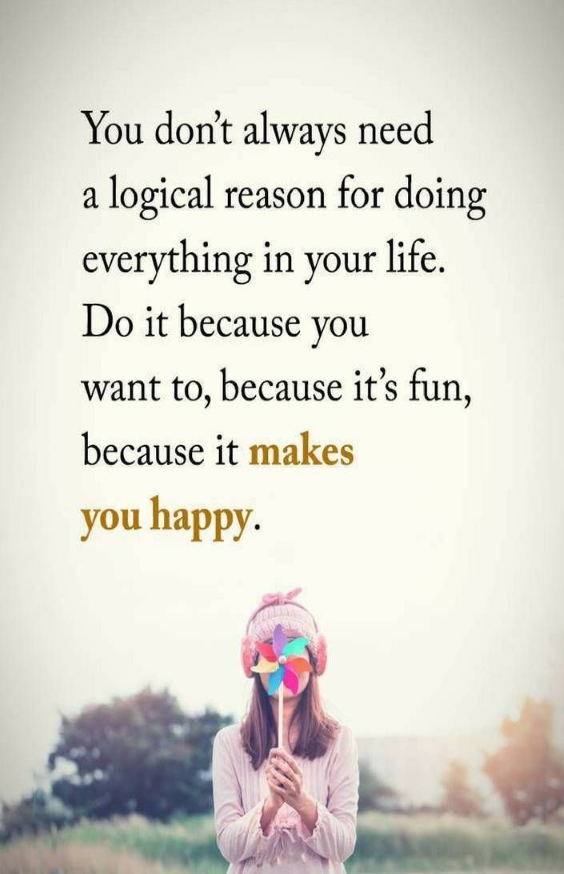 You don’t always need
a logical reason for doing
everything in your life.
Do it because you
want to, because it’s fun,
because it makes
you happy.